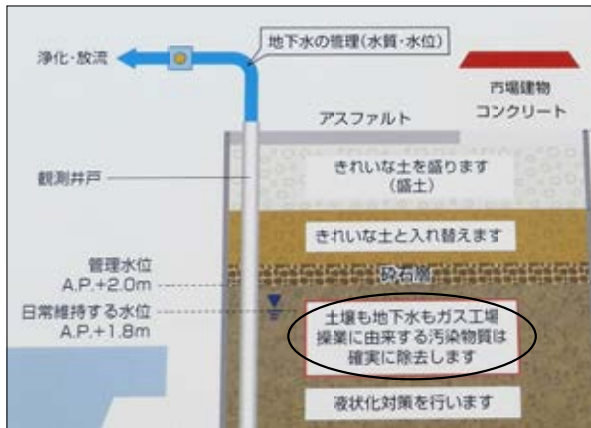 地下水の管理(水質・水位)
浄化・放流
市場建物
コンクリート
アスファルト
きれいな土を盛ります
(盛土)
観測井戸
きれいな土と入れ替えます
砕石層
管理水位
A.P.+2.0m
日常維持する水位
A.P.+1.8m
土壌も地下水もガス工場
操業に由来する汚染物質は
確実に除去します
液状化対策を行います